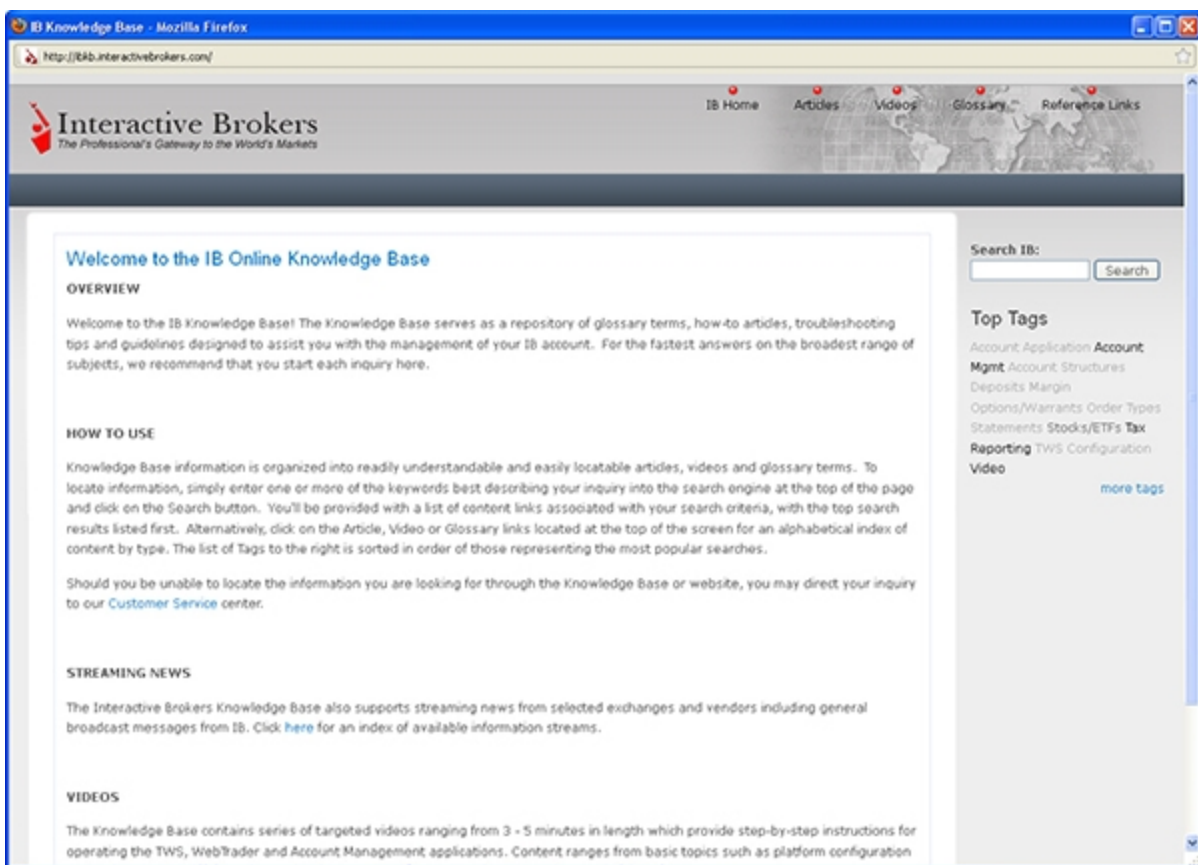 IB Knowledge Base - Mozilla Firefox
http://ibkb.interactivebrokers.com/
IB Home Articles Videos Glossary Reference Links
Interactive Brokers
The Professional's Gateway to the World's Markets
Welcome to the IB Online Knowledge Base
OVERVIEW
Welcome to the IB Knowledge Base! The Knowledge Base serves as a repository of glossary terms, how-to articles, troubleshooting
tips and guidelines designed to assist you with the management of your IB account. For the fastest answers on the broadest range of
subjects, we recommend that you start each inquiry here.
HOW TO USE
Knowledge Base information is organized into readily understandable and easily locatable articles, videos and glossary terms. To
locate information, simply enter one or more of the keywords best describing your inquiry into the search engine at the top of the page
and click on the Search button. You'll be provided with a list of content links associated with your search criteria, with the top search
results listed first. Alternatively, click on the Article, Video or Glossary links located at the top of the screen for an alphabetical index of
content by type. The list of Tags to the right is sorted in order of those representing the most popular searches.
Should you be unable to locate the information you are looking for through the Knowledge Base or website, you may direct your inquiry
to our Customer Service center.
STREAMING NEWS
The Interactive Brokers Knowledge Base also supports streaming news from selected exchanges and vendors including general
broadcast messages from IB. Click here for an index of available information streams.
VIDEOS
The Knowledge Base contains series of targeted videos ranging from 3 - 5 minutes in length which provide step-by-step instructions for
operating the TWS, WebTrader and Account Management applications. Content ranges from basic topics such as platform configuration
Search IB:
Search
Top Tags
Account Application Account
Mgmt Account Structures
Deposits Margin
Options/Warrants Order Types
Statements Stocks/ETFs Tax
Reporting TWS Configuration
Video
more tags